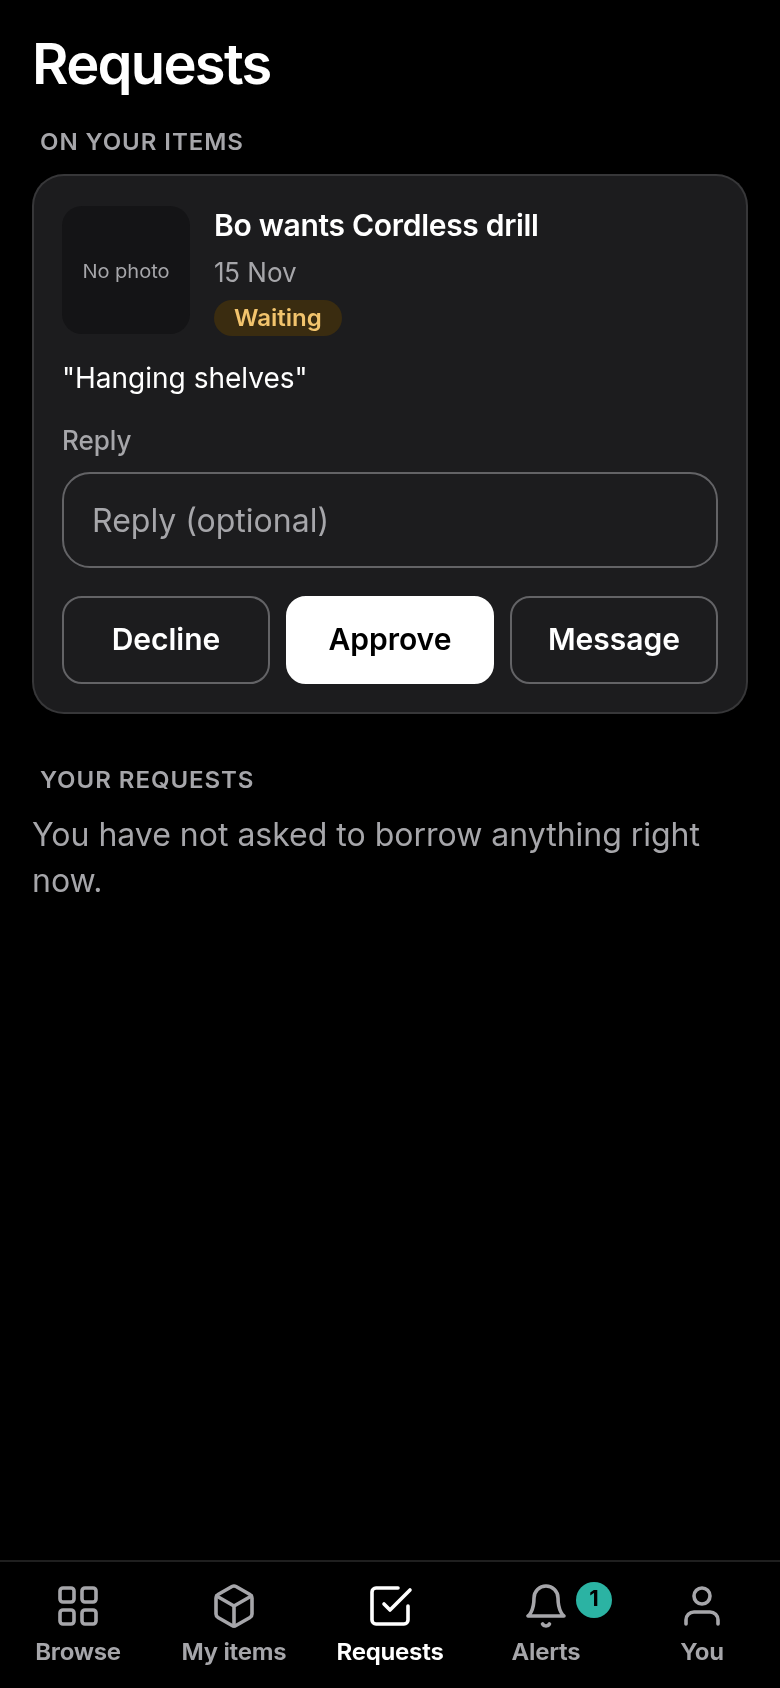 Requests
ON YOUR ITEMS
No photo
Bo wants Cordless drill
15 Nov
Waiting
"Hanging shelves"
Reply
Reply (optional)
Decline
Approve
Message
YOUR REQUESTS
You have not asked to borrow anything right
now.
1
Browse
My items
Requests
Alerts
You